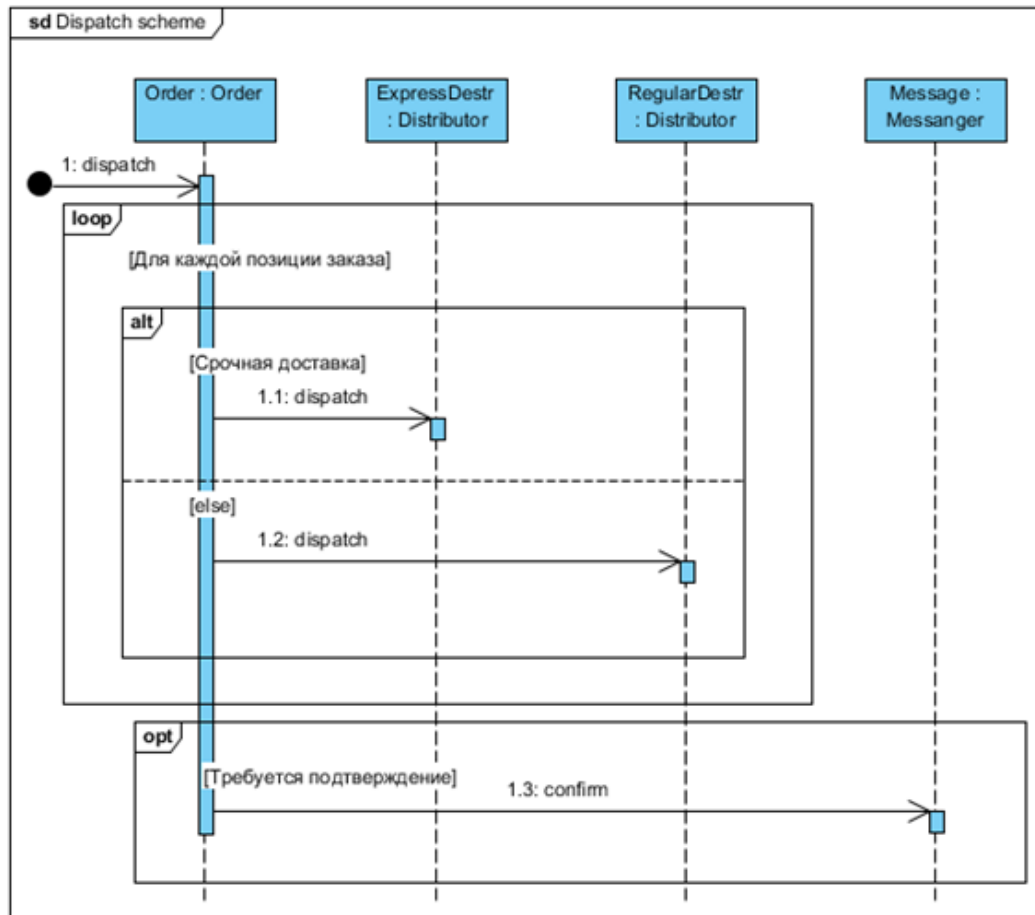 sd Dispatch scheme
Order : Order
ExpressDestr
: Distributor
RegularDestr
: Distributor
Message :
Messanger
1: dispatch
loop
[Для каждой позиции заказа]
alt
[Срочная доставка]
1.1: dispatch
[else]
1.2: dispatch
opt
[Требуется подтверждение]
1.3: confirm